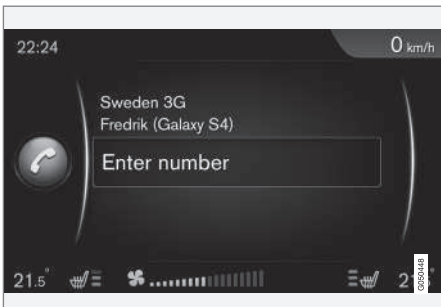 22:24
0 km/h
Sweden 3G
Fredrik (Galaxy S4)
Enter number
21.5°
G050448